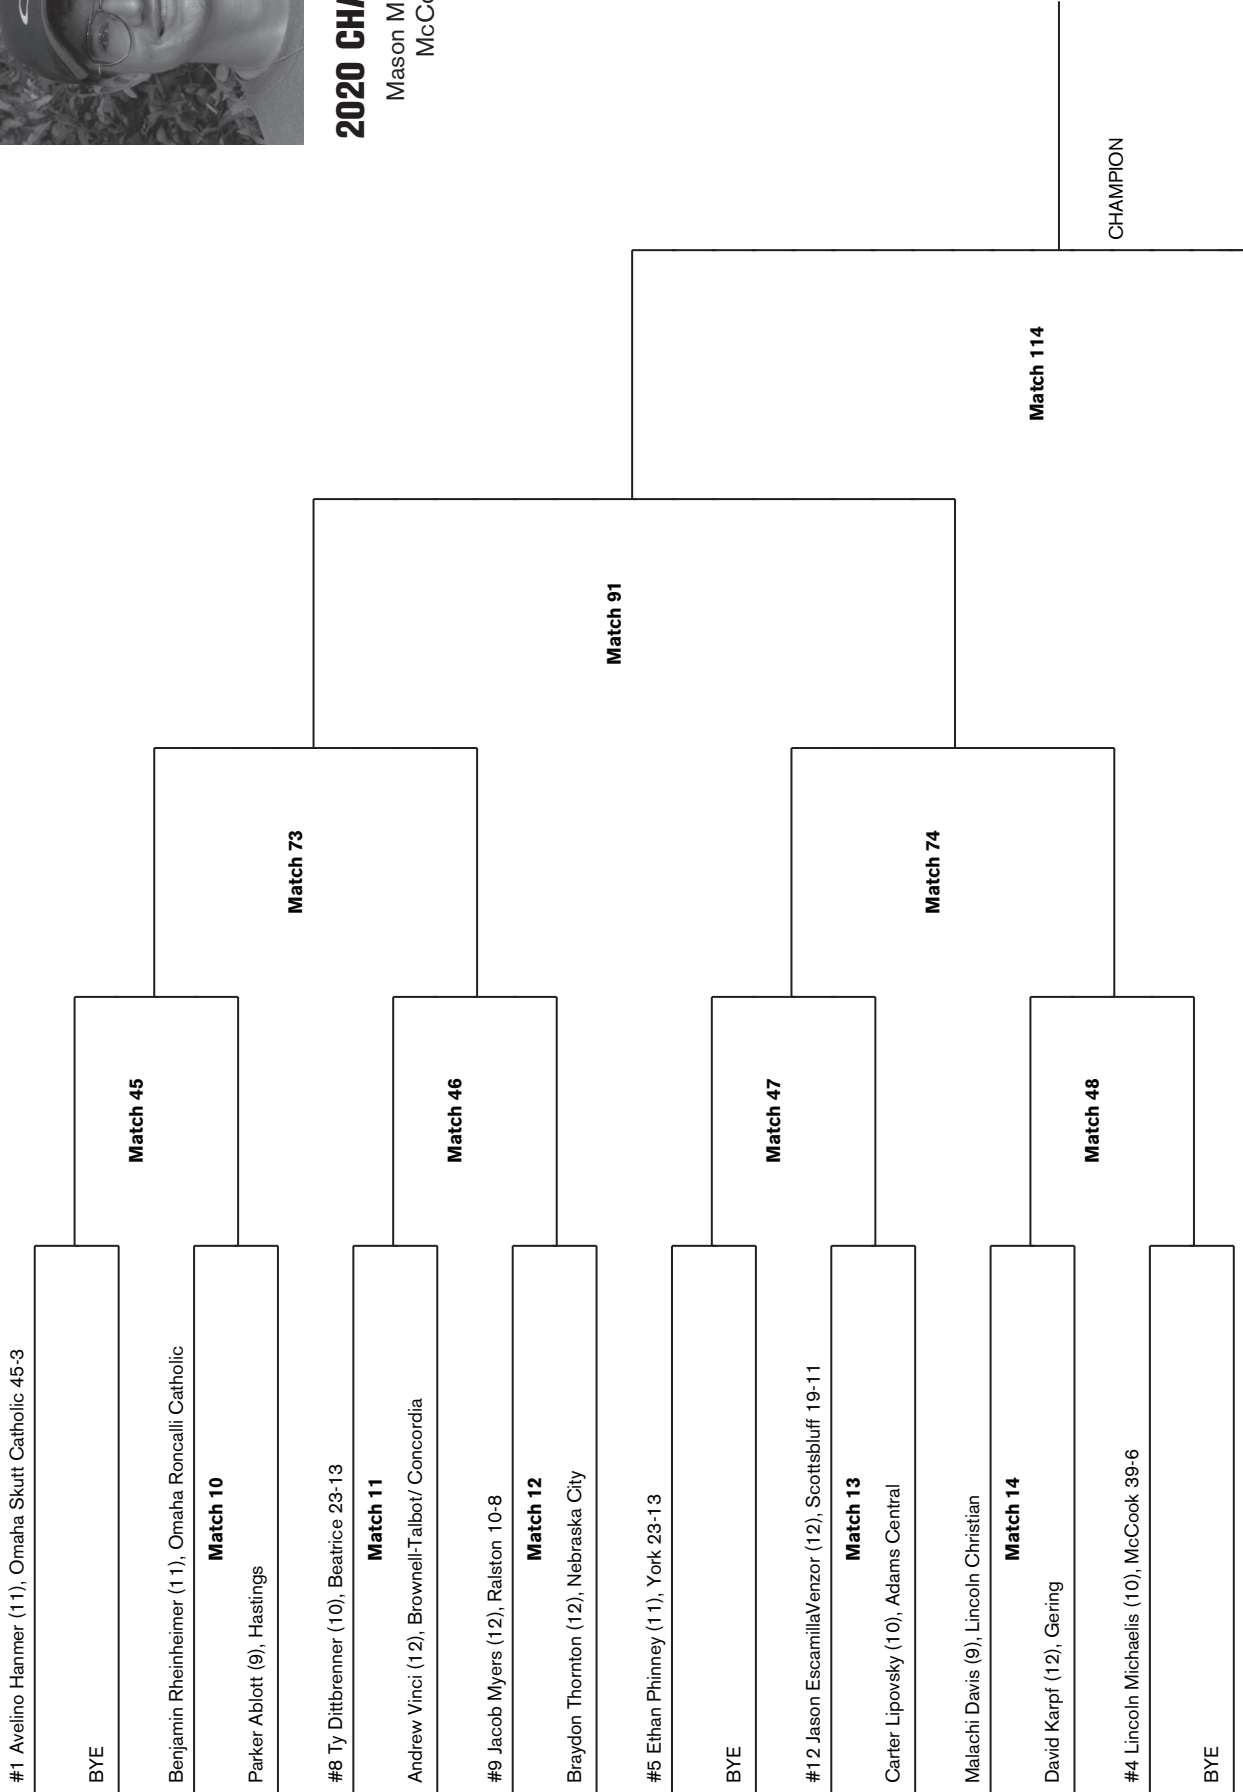 2020 CHA
Mason M
McCo
#1 Avelino Hanmer (11), Omaha Skutt Catholic 45-3
BYE
Benjamin Rheinheimer (11), Omaha Roncalli Catholic
Match 10
Parker Ablott (9), Hastings
#8 Ty Dittbrenner (10), Beatrice 23-13
Match 11
Andrew Vinci (12), Brownell-Talbot/ Concordia
#9 Jacob Myers (12), Ralston 10-8
Match 12
Braydon Thornton (12), Nebraska City
#5 Ethan Phinney (11), York 23-13
BYE
#12 Jason EscamillaVenzor (12), Scottsbluff 19-11
Match 13
Carter Lipovsky (10), Adams Central
Malachi Davis (9), Lincoln Christian
Match 14
David Karpf (12), Gering
#4 Lincoln Michaelis (10), McCook 39-6
BYE
Match 45
Match 46
Match 47
Match 48
Match 73
Match 74
Match 91
Match 114
CHAMPION